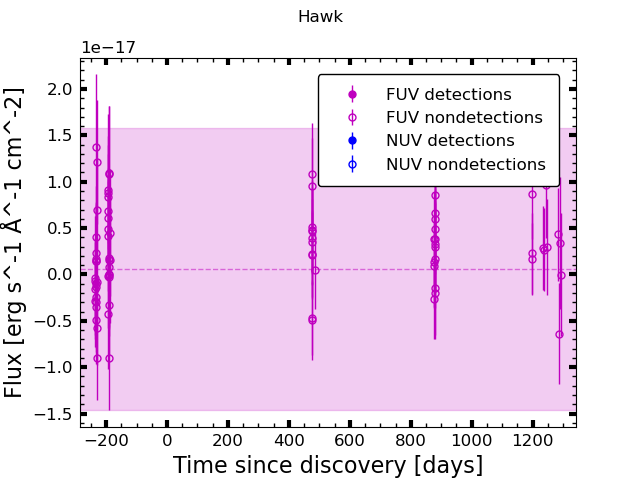 Hawk
1e−17
FUV detections
FUV nondetections
NUV detections
NUV nondetections
2.0
1.5
1.0
0.5
0.0
−0.5
−1.0
−1.5
Flux [erg s^-1 Å^-1 cm^-2]
−200 0 200 400 600 800 1000 1200
Time since discovery [days]